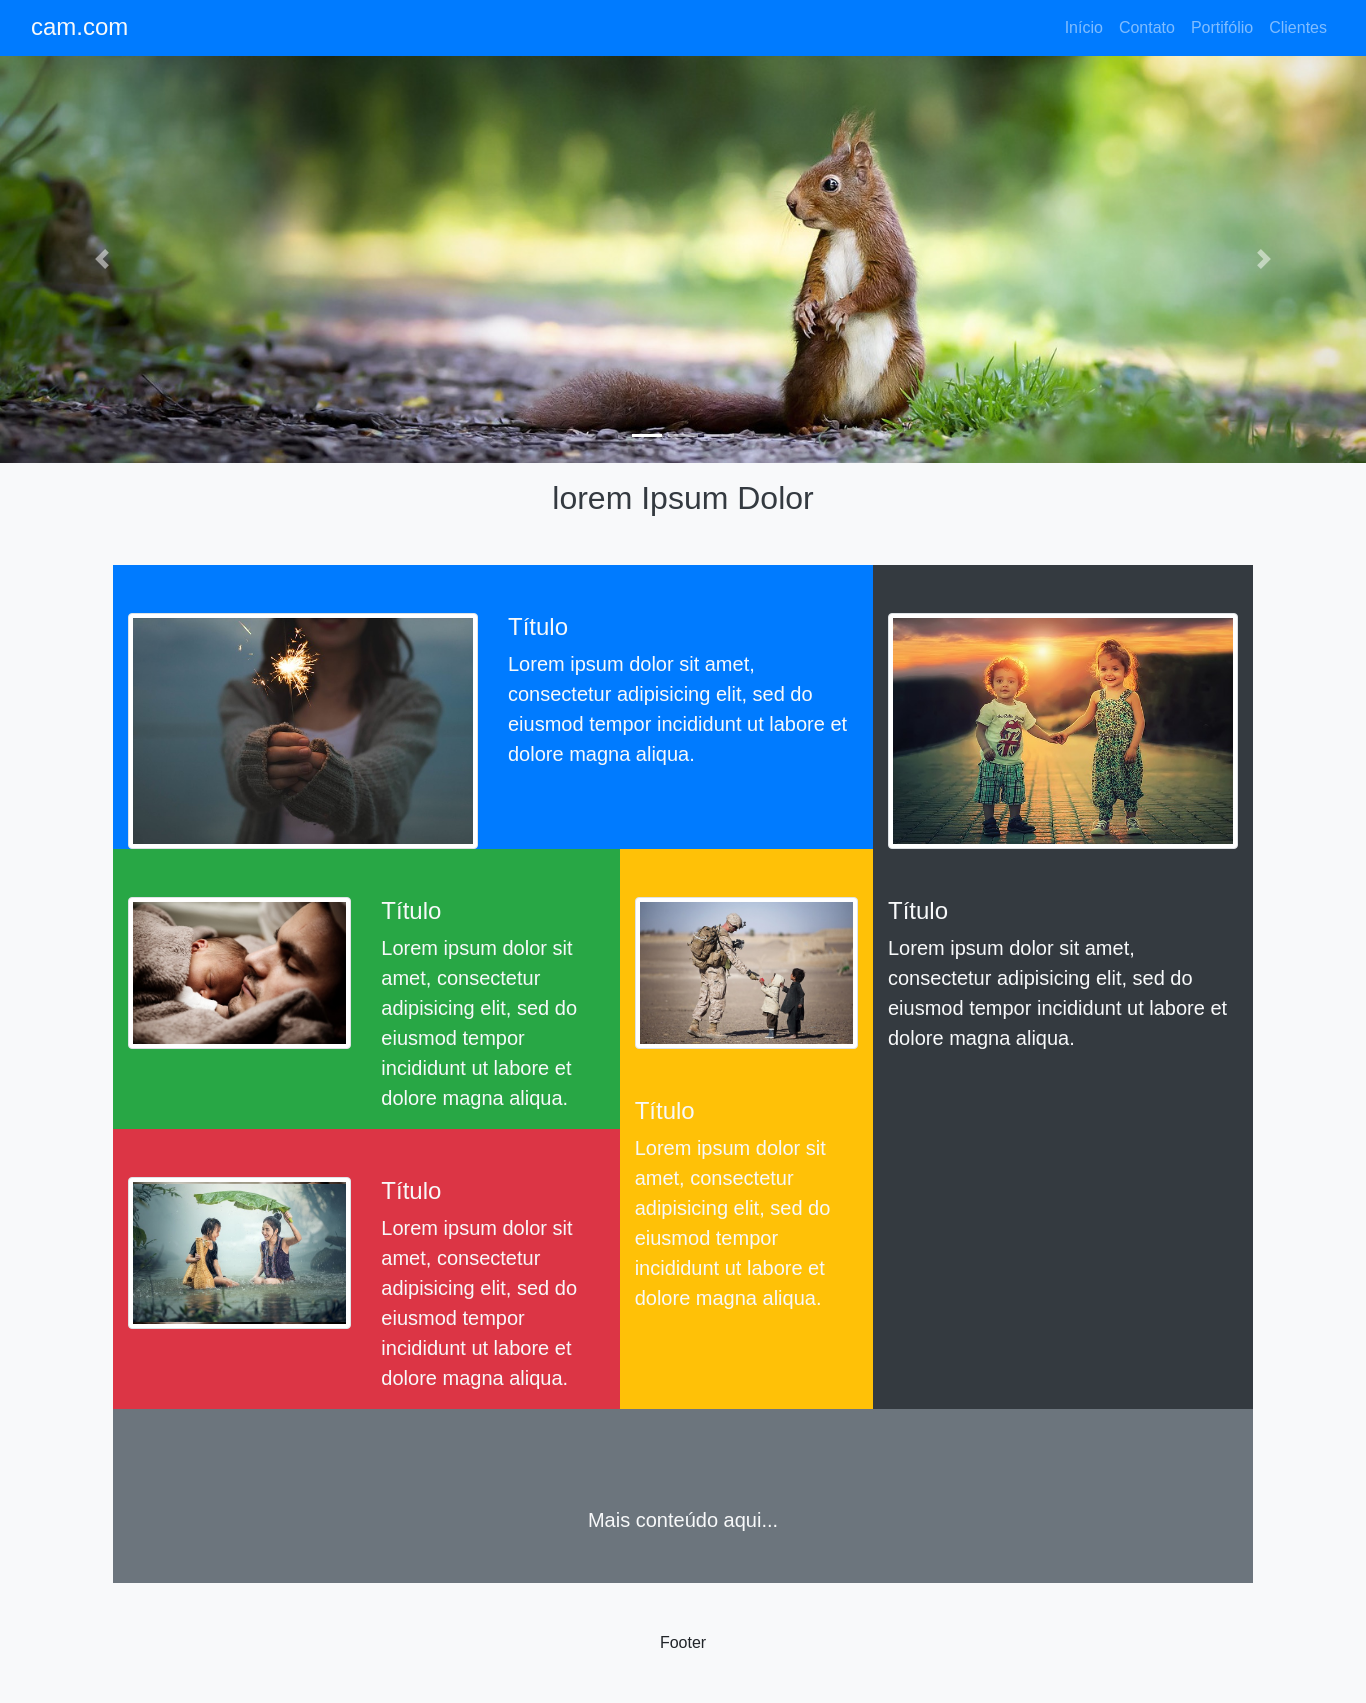 cam.com
Início Contato Portifólio Clientes
lorem Ipsum Dolor
Título
Lorem ipsum dolor sit amet,
consectetur adipisicing elit, sed do
eiusmod tempor incididunt ut labore et
dolore magna aliqua.
Título
Lorem ipsum dolor sit
amet, consectetur
adipisicing elit, sed do
eiusmod tempor
incididunt ut labore et
dolore magna aliqua.
Título
Lorem ipsum dolor sit
amet, consectetur
adipisicing elit, sed do
eiusmod tempor
incididunt ut labore et
dolore magna aliqua.
Título
Lorem ipsum dolor sit amet,
consectetur adipisicing elit, sed do
eiusmod tempor incididunt ut labore et
dolore magna aliqua.
Título
Lorem ipsum dolor sit
amet, consectetur
adipisicing elit, sed do
eiusmod tempor
incididunt ut labore et
dolore magna aliqua.
Mais conteúdo aqui...
Footer